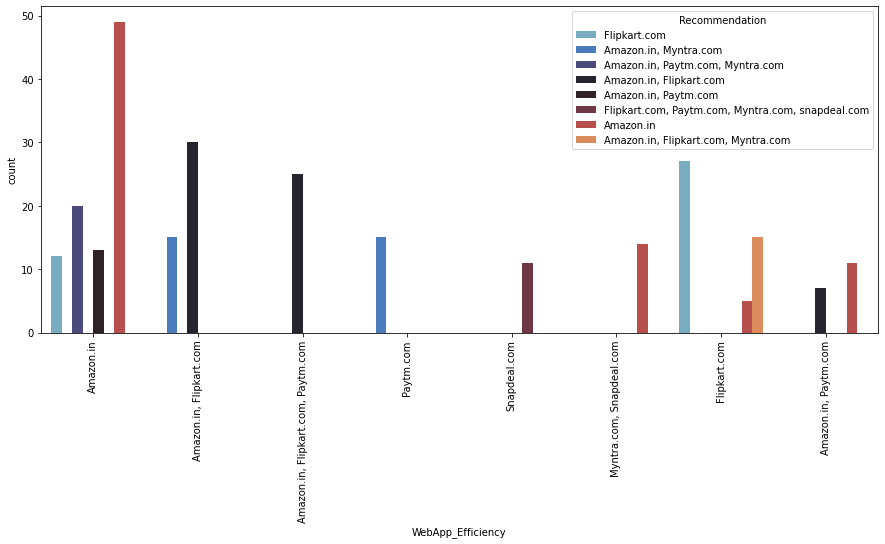 50
40
30
20
10
0
count
Recommendation
Flipkart.com
Amazon.in, Myntra.com
Amazon.in, Paytm.com, Myntra.com
Amazon.in, Flipkart.com
Amazon.in, Paytm.com
Flipkart.com, Paytm.com, Myntra.com, snapdeal.com
Amazon.in
Amazon.in, Flipkart.com, Myntra.com
Amazon.in
Amazon.in, Flipkart.com
Amazon.in, Flipkart.com, Paytm.com
Paytm.com
Snapdeal.com
Myntra.com, Snapdeal.com
Flipkart.com
Amazon.in, Paytm.com
WebApp_Efficiency